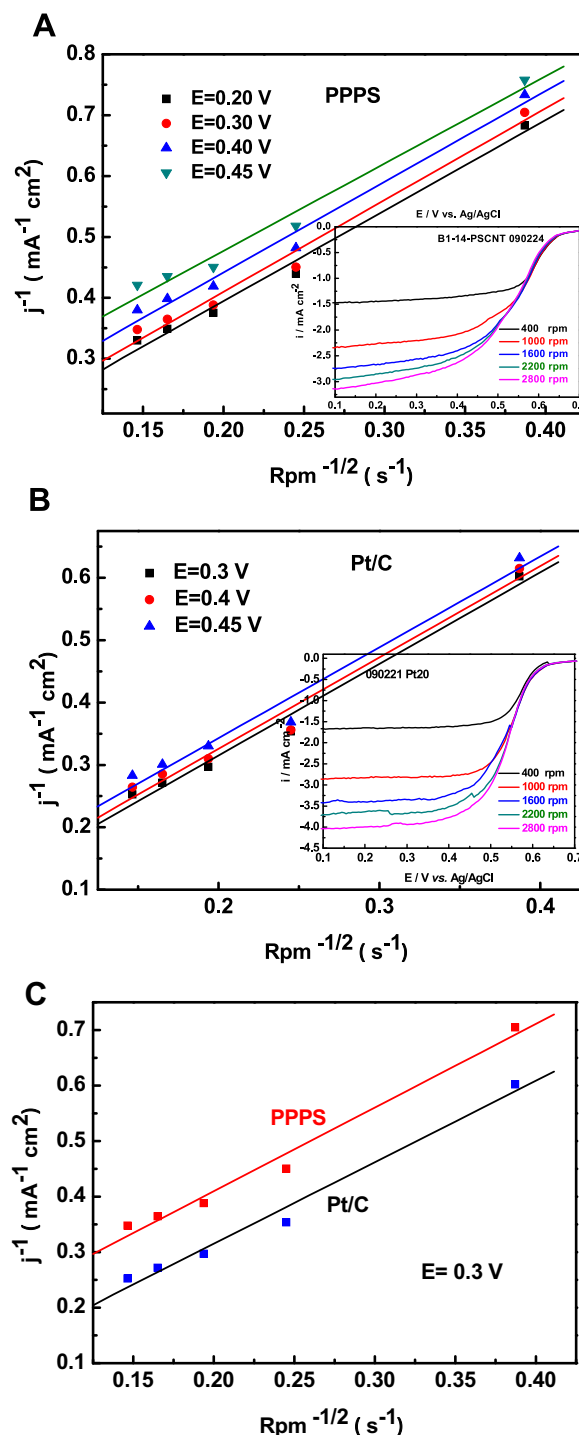 A
0.8
0.7
0.6
0.5
0.4
0.3
j⁻¹ ( mA⁻¹ cm²)
E=0.20 V
E=0.30 V
E=0.40 V
E=0.45 V
PPPS
E / V vs. Ag/AgCl
B1-14-PSCNT 090224
0.0
-0.5
-1.0
-1.5
-2.0
-2.5
-3.0
i / mA cm⁻²
400 rpm
1000 rpm
1600 rpm
2200 rpm
2800 rpm
0.1 0.2 0.3 0.4 0.5 0.6 0.7
0.15 0.20 0.25 0.30 0.35 0.40
Rpm ⁻¹/² ( s⁻¹)
B
0.6
0.5
0.4
0.3
0.2
0.1
j⁻¹ ( mA⁻¹ cm²)
E=0.3 V
E=0.4 V
E=0.45 V
Pt/C
090221 Pt20
0.0
-0.5
-1.0
-1.5
-2.0
-2.5
-3.0
-3.5
-4.0
-4.5
i / mA cm⁻²
400 rpm
1000 rpm
1600 rpm
2200 rpm
2800 rpm
0.1 0.2 0.3 0.4 0.5 0.6 0.7
E / V vs. Ag/AgCl
0.2 0.3 0.4
Rpm ⁻¹/² ( s⁻¹)
C
0.7
0.6
0.5
0.4
0.3
0.2
0.1
j⁻¹ ( mA⁻¹ cm²)
PPPS
Pt/C
E= 0.3 V
0.15 0.20 0.25 0.30 0.35 0.40
Rpm ⁻¹/² ( s⁻¹)